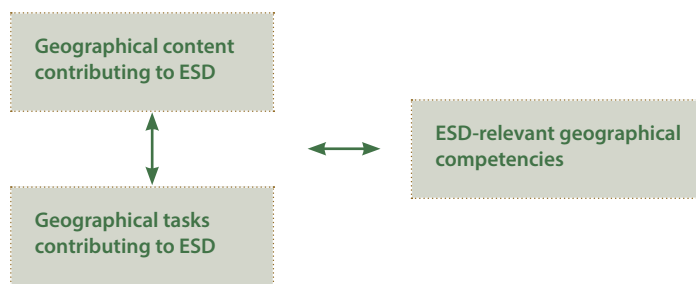 Geographical content
contributing to ESD
ESD-relevant geographical
competencies
Geographical tasks
contributing to ESD